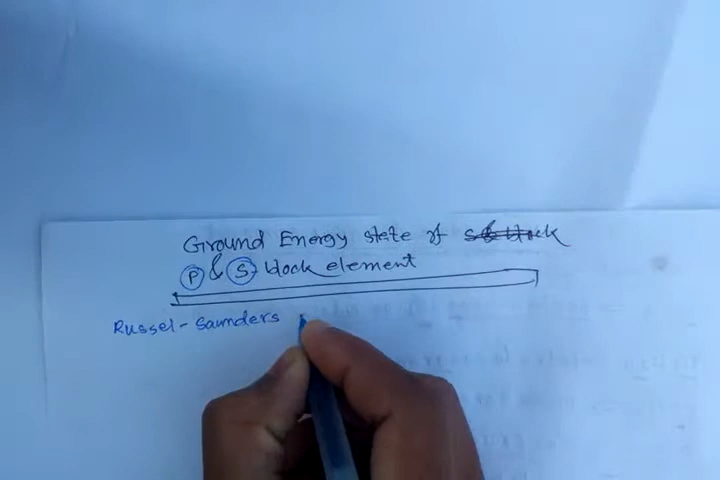 Ground Energy state of
P & S-block element
Russel-Saunders